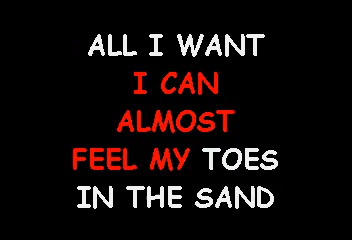 ALL I WANT
I CAN
ALMOST
FEEL MY TOES
IN THE SAND